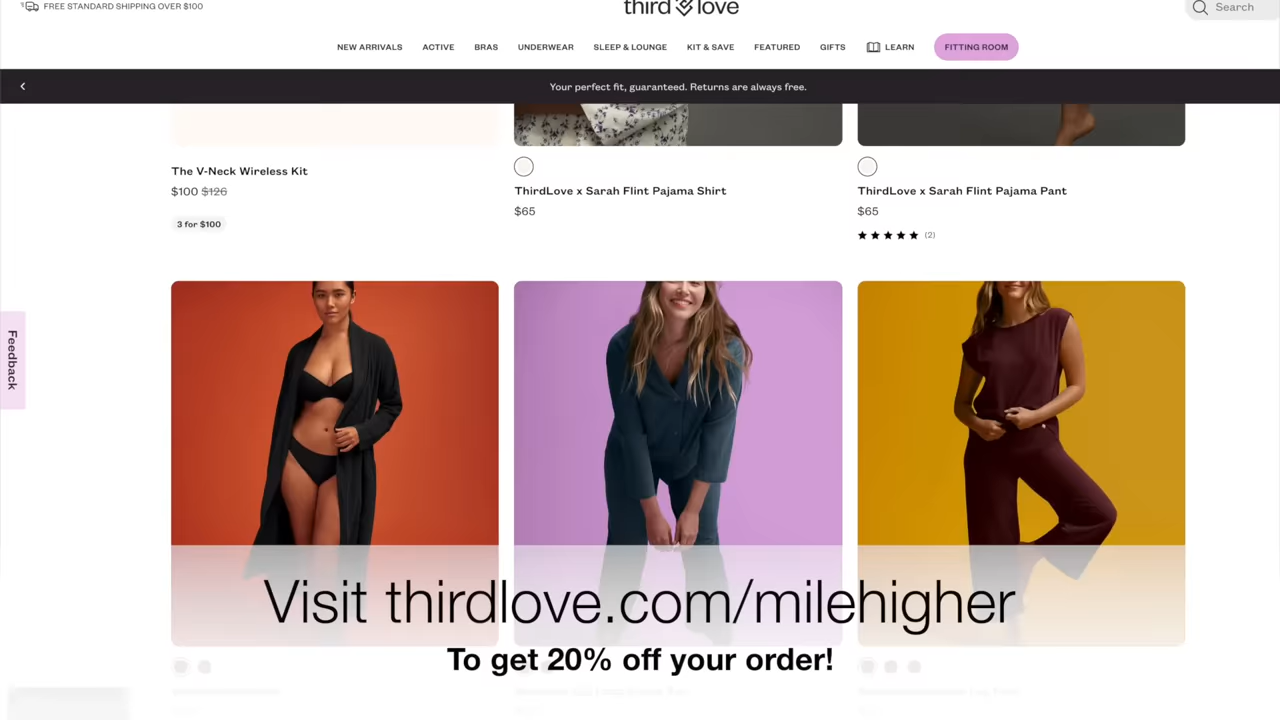 FREE STANDARD SHIPPING OVER $100
third love
Search
NEW ARRIVALS ACTIVE BRAS UNDERWEAR SLEEP & LOUNGE KIT & SAVE FEATURED GIFTS LEARN FITTING ROOM
Your perfect fit, guaranteed. Returns are always free.
The V-Neck Wireless Kit
$100 $126
3 for $100
ThirdLove x Sarah Flint Pajama Shirt
$65
ThirdLove x Sarah Flint Pajama Pant
$65
(2)
Feedback
Visit thirdlove.com/milehigher
To get 20% off your order!